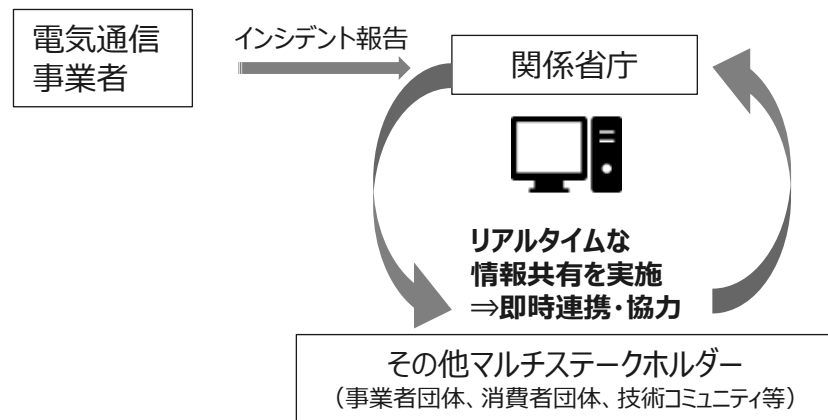 電気通信
事業者
インシデント報告
関係省庁
リアルタイムな
情報共有を実施
⇒即時連携・協力
その他マルチステークホルダー
（事業者団体、消費者団体、技術コミュニティ等）